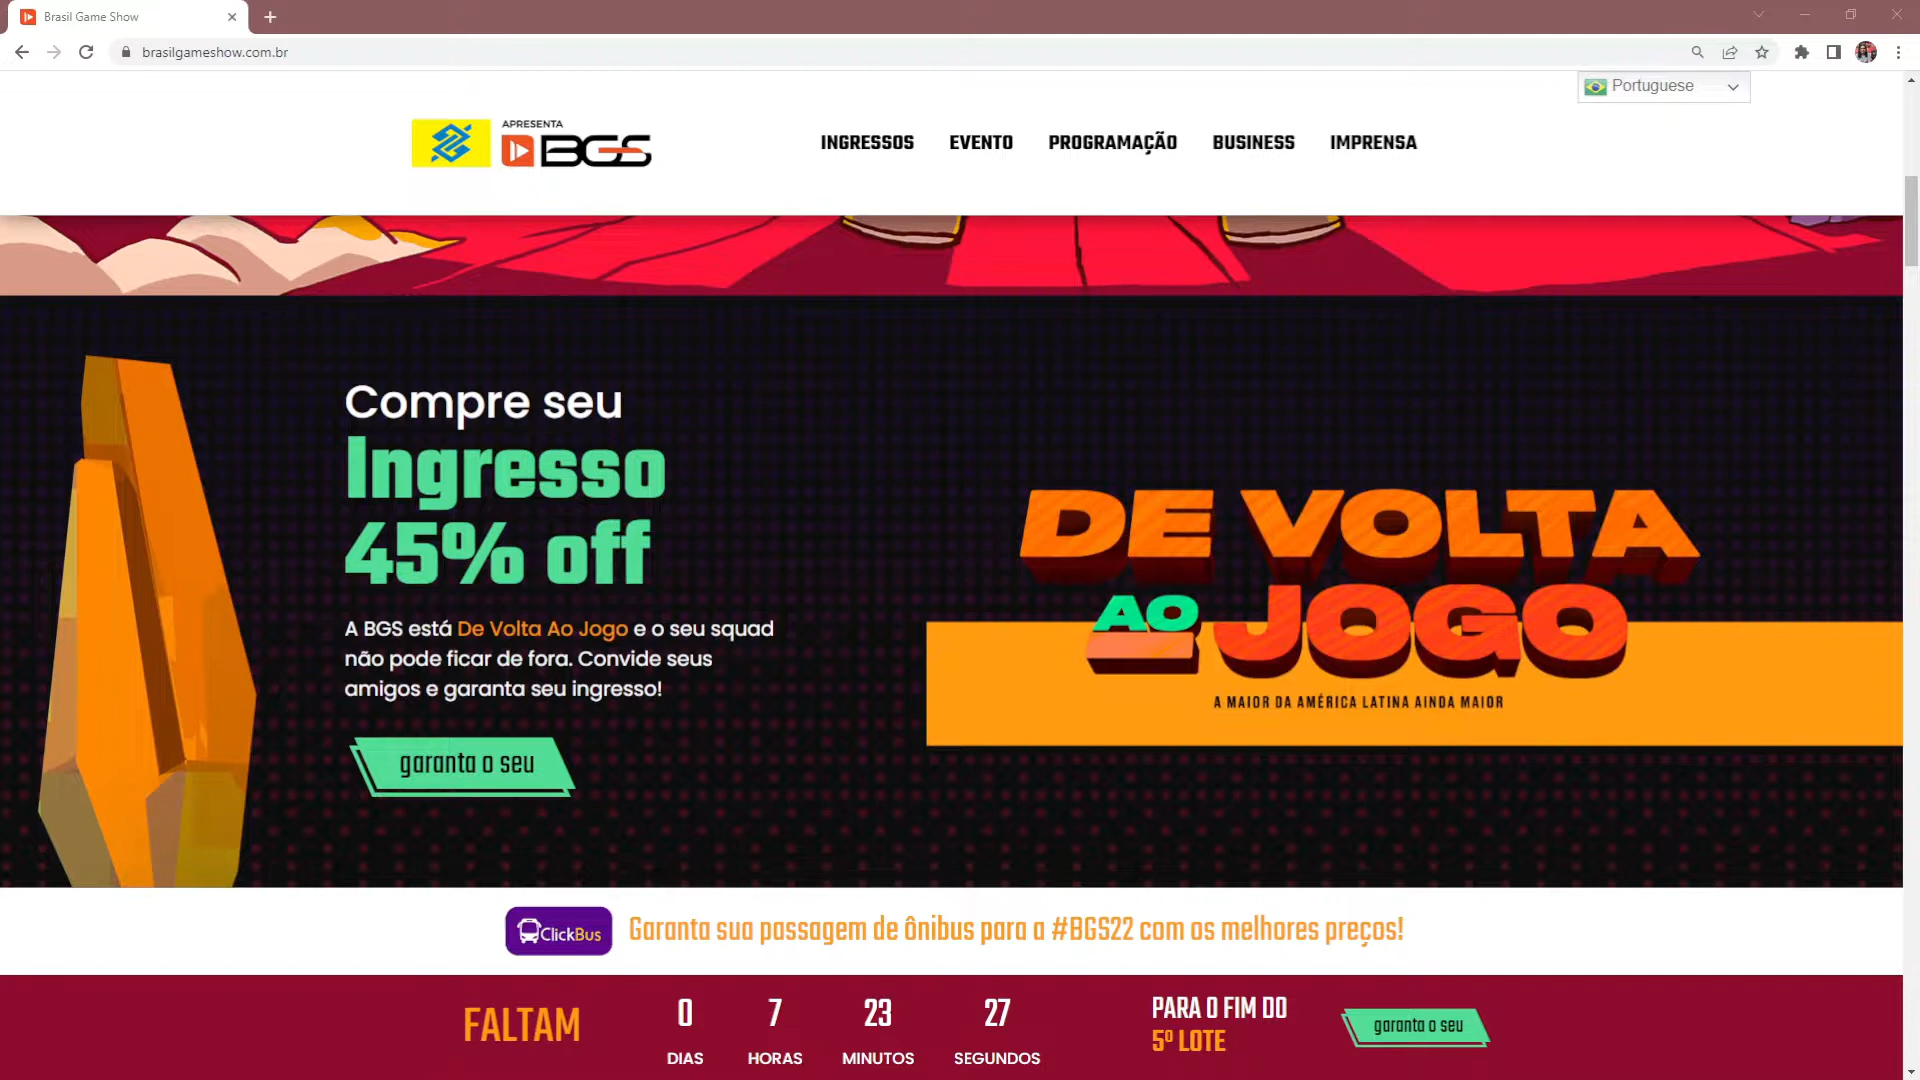 Brasil Game Show
brasilgameshow.com.br
Portuguese
APRESENTA
BGS
INGRESSOS EVENTO PROGRAMAÇÃO BUSINESS IMPRENSA
Compre seu
Ingresso
45% off
A BGS está De Volta Ao Jogo e o seu squad
não pode ficar de fora. Convide seus
amigos e garanta seu ingresso!
garanta o seu
DE VOLTA
AO JOGO
A MAIOR DA AMÉRICA LATINA AINDA MAIOR
ClickBus Garanta sua passagem de ônibus para a #BGS22 com os melhores preços!
FALTAM
0 7 23 27
DIAS HORAS MINUTOS SEGUNDOS
PARA O FIM DO
5º LOTE
garanta o seu